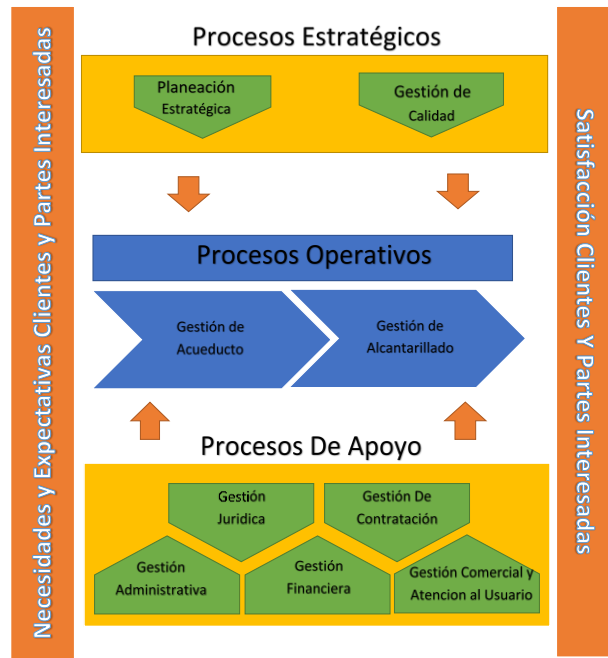 Necesidades y Expectativas Clientes y Partes Interesadas
Procesos Estratégicos
Planeación
Estratégica
Gestión de
Calidad
Procesos Operativos
Gestión de
Acueducto
Gestión de
Alcantarillado
Procesos De Apoyo
Gestión
Juridica
Gestión De
Contratación
Gestión
Administrativa
Gestión
Financiera
Gestión Comercial y
Atencion al Usuario
Satisfacción Clientes Y Partes Interesadas